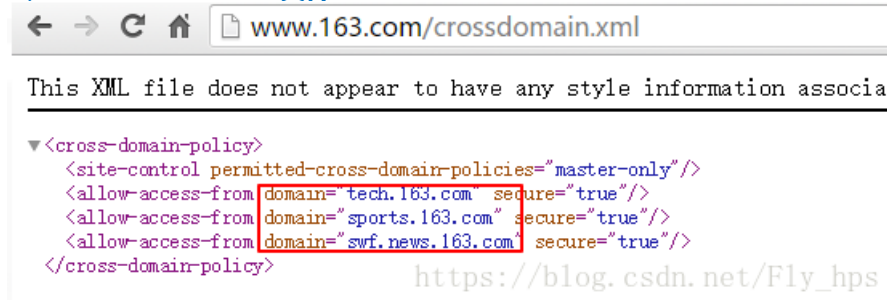 www.163.com/crossdomain.xml
This XML file does not appear to have any style information associa
▼<cross-domain-policy>
<site-control permitted-cross-domain-policies="master-only"/>
<allow-access-from domain="tech.163.com" secure="true"/>
<allow-access-from domain="sports.163.com" secure="true"/>
<allow-access-from domain="swf.news.163.com" secure="true"/>
</cross-domain-policy>
https://blog.csdn.net/Fly_hps